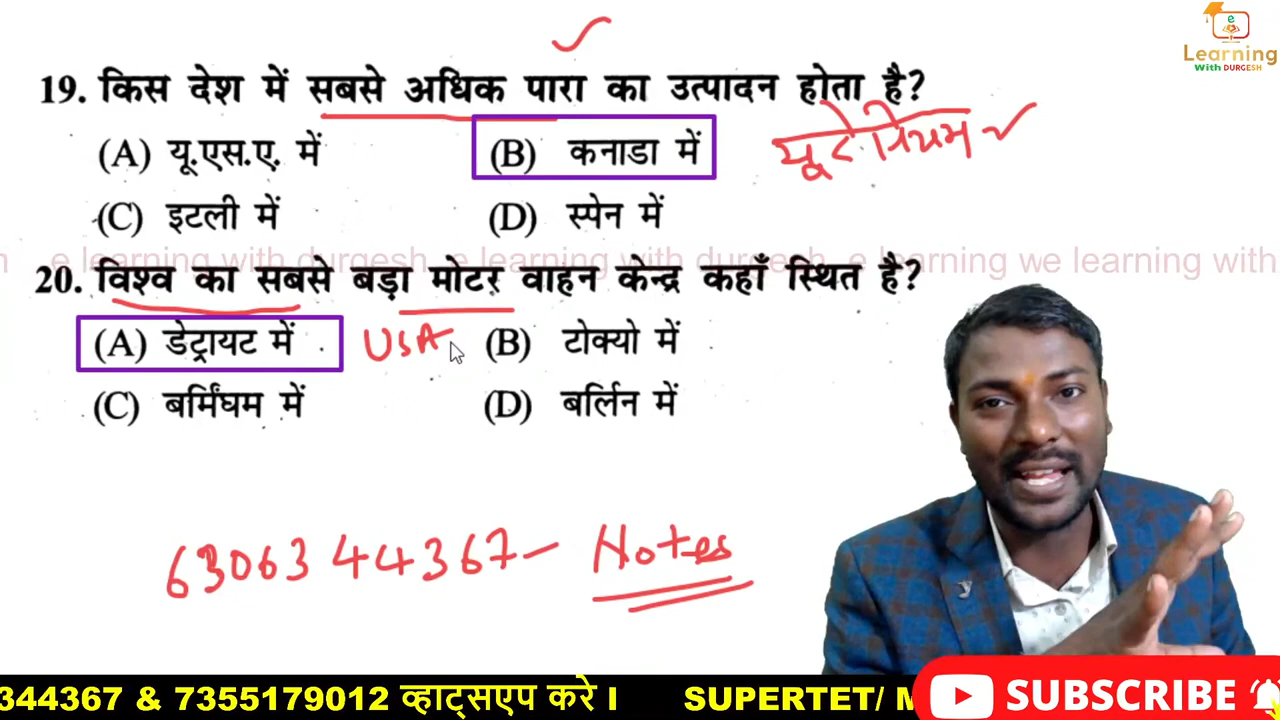 e
Learning
With DURGESH
19. किस देश में सबसे अधिक पारा का उत्पादन होता है?
यूरेनियम
(A) यू.एस.ए. में (B) कनाडा में
(C) इटली में (D) स्पेन में
e learning with durgesh e learning with durgesh e learning we learning with
20. विश्व का सबसे बड़ा मोटर वाहन केन्द्र कहाँ स्थित है?
(A) डेट्रायट में USA (B) टोक्यो में
(C) बर्मिंघम में (D) बर्लिन में
6306344367- Notes
344367 & 7355179012 व्हाट्सएप करे I SUPERTET/ M
SUBSCRIBE